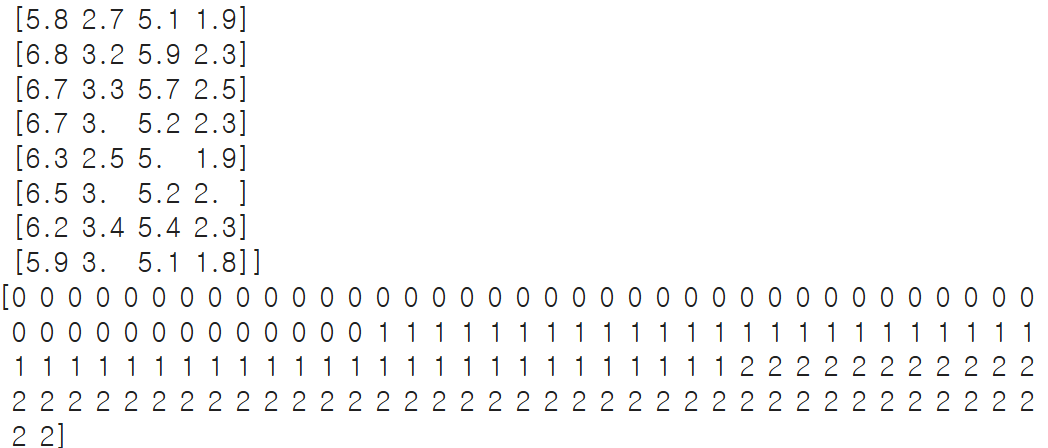 [5.8 2.7 5.1 1.9]
[6.8 3.2 5.9 2.3]
[6.7 3.3 5.7 2.5]
[6.7 3. 5.2 2.3]
[6.3 2.5 5. 1.9]
[6.5 3. 5.2 2. ]
[6.2 3.4 5.4 2.3]
[5.9 3. 5.1 1.8]]
[0 0 0 0 0 0 0 0 0 0 0 0 0 0 0 0 0 0 0 0 0 0 0 0 0 0 0 0 0 0 0 0 0 0 0 0 0
0 0 0 0 0 0 0 0 0 0 0 0 0 1 1 1 1 1 1 1 1 1 1 1 1 1 1 1 1 1 1 1 1 1 1 1 1
1 1 1 1 1 1 1 1 1 1 1 1 1 1 1 1 1 1 1 1 1 1 1 1 1 1 2 2 2 2 2 2 2 2 2 2 2
2 2 2 2 2 2 2 2 2 2 2 2 2 2 2 2 2 2 2 2 2 2 2 2 2 2 2 2 2 2 2 2 2 2 2 2 2
2 2]